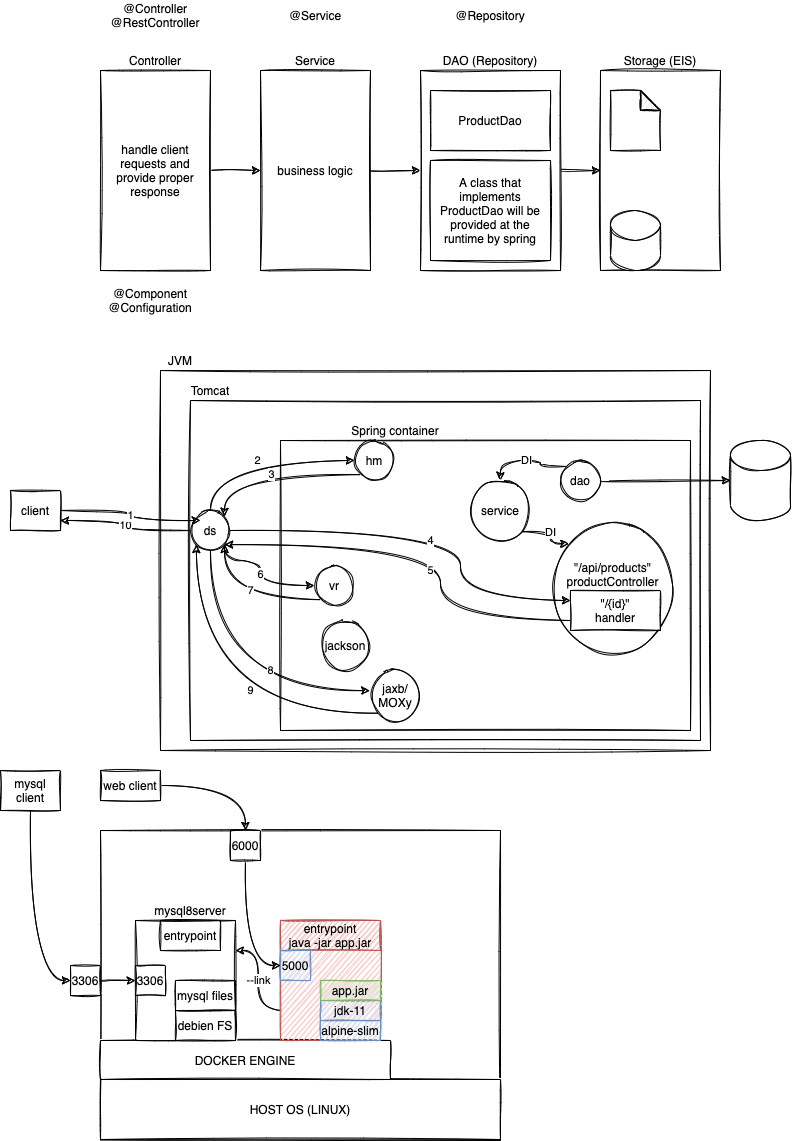 @Controller
@RestController
@Service
@Repository
Controller
Service
DAO (Repository)
Storage (EIS)
handle client
requests and
provide proper
response
business logic
ProductDao
A class that
implements
ProductDao will be
provided at the
runtime by spring
@Component
@Configuration
JVM
Tomcat
Spring container
2
hm
3
DI
dao
client
1
10
ds
service
DI
4
5
"/api/products"
productController
6
7
vr
"/{id}"
handler
jackson
8
9
jaxb/
MOXy
mysql
client
web client
6000
mysql8server
entrypoint
entrypoint
java -jar app.jar
3306
3306
5000
--link
mysql files
app.jar
jdk-11
debien FS
alpine-slim
DOCKER ENGINE
HOST OS (LINUX)